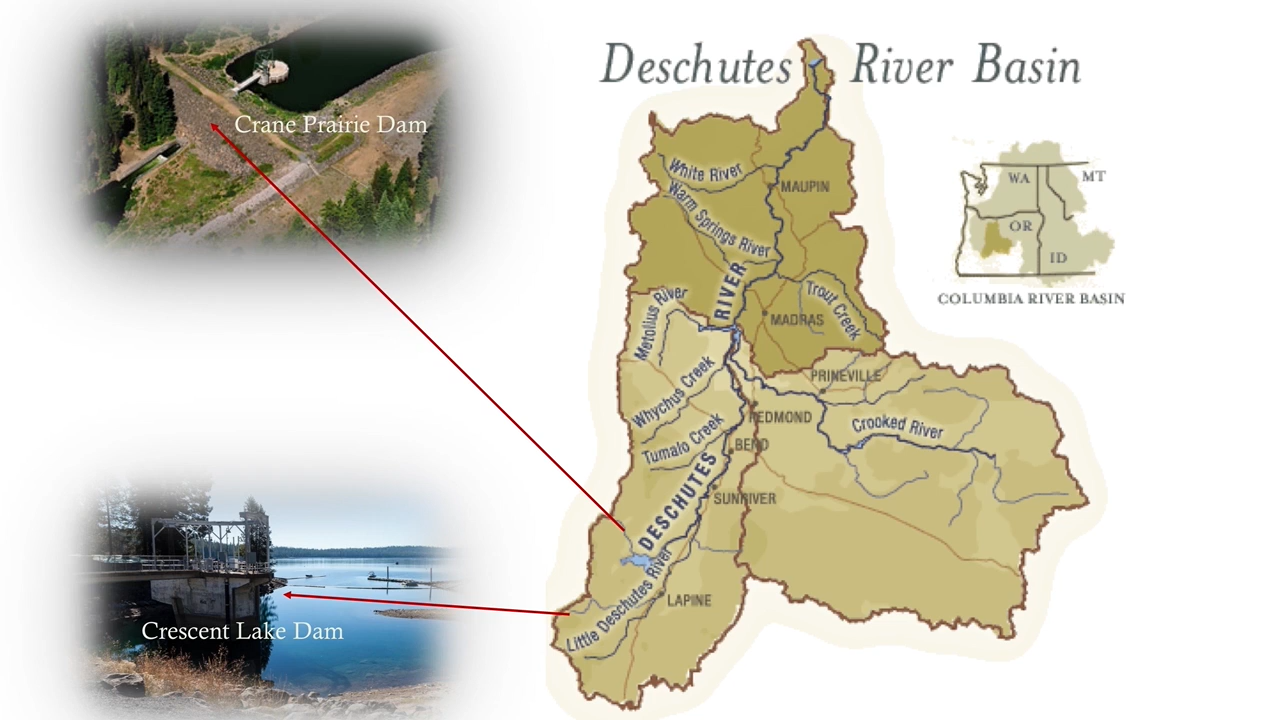 Deschutes River Basin
Crane Prairie Dam
Crescent Lake Dam
White River
MAUPIN
Warm Springs River
RIVER
Trout Creek
Metolius River
MADRAS
Whychus Creek
PRINEVILLE
REDMOND
Crooked River
Tumalo Creek
BEND
DESCHUTES
SUNRIVER
LAPINE
Little Deschutes River
WA
MT
OR
ID
COLUMBIA RIVER BASIN